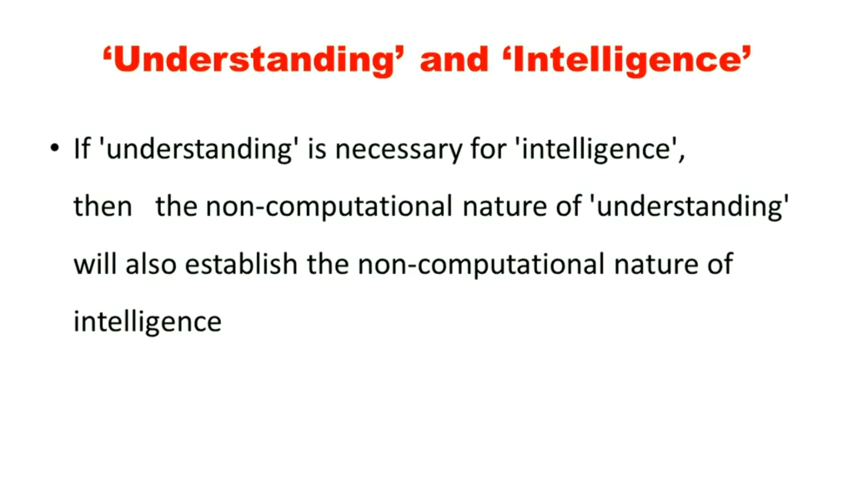 ‘Understanding’ and ‘Intelligence’
• If 'understanding' is necessary for 'intelligence',
then the non-computational nature of 'understanding'
will also establish the non-computational nature of
intelligence